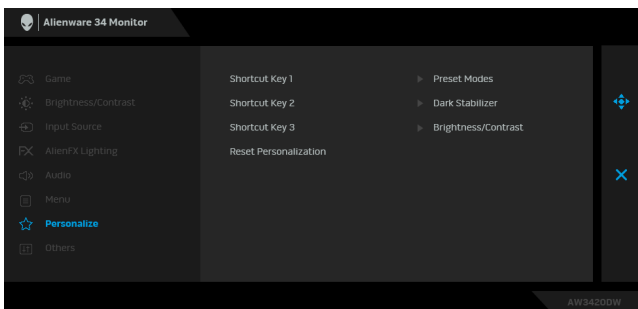 Alienware 34 Monitor
Game
Brightness/Contrast
Input Source
AlienFX Lighting
Audio
Menu
Personalize
Others
Shortcut Key 1 Preset Modes
Shortcut Key 2 Dark Stabilizer
Shortcut Key 3 Brightness/Contrast
Reset Personalization
AW3420DW